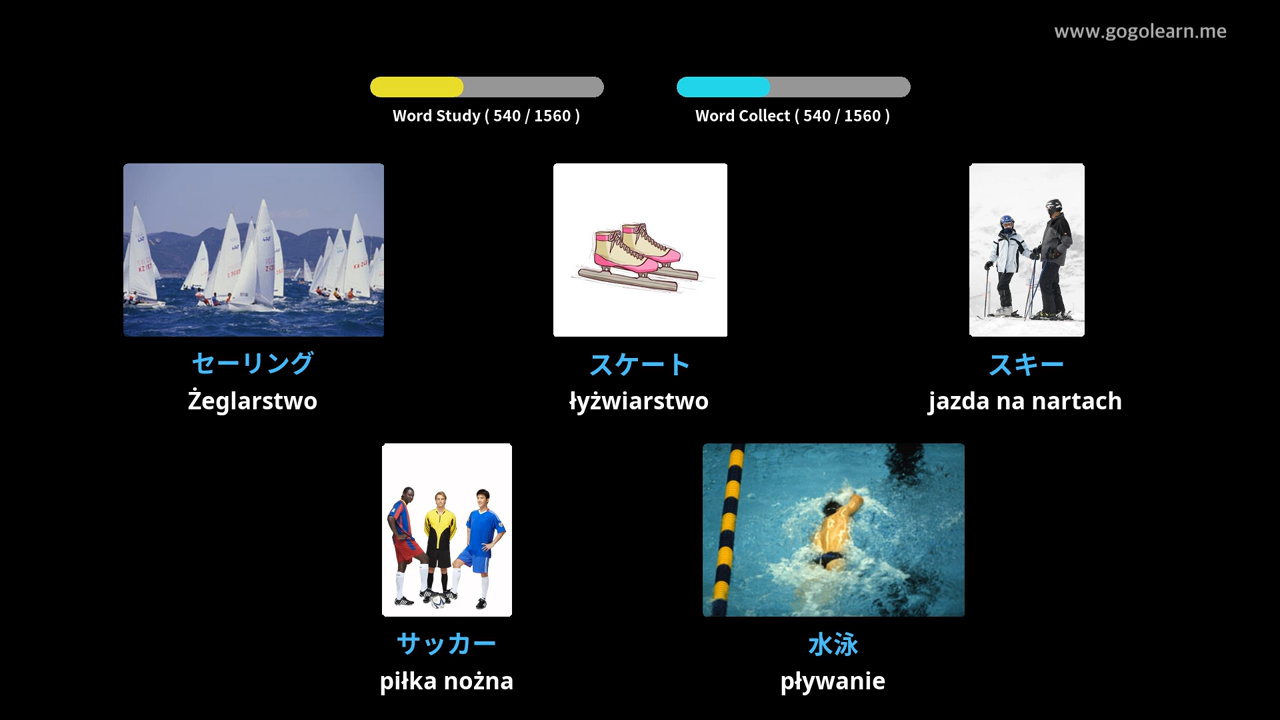 www.gogolearn.me
Word Study ( 540 / 1560 )
Word Collect ( 540 / 1560 )
セーリング
Żeglarstwo
スケート
łyżwiarstwo
スキー
jazda na nartach
サッカー
piłka nożna
水泳
pływanie